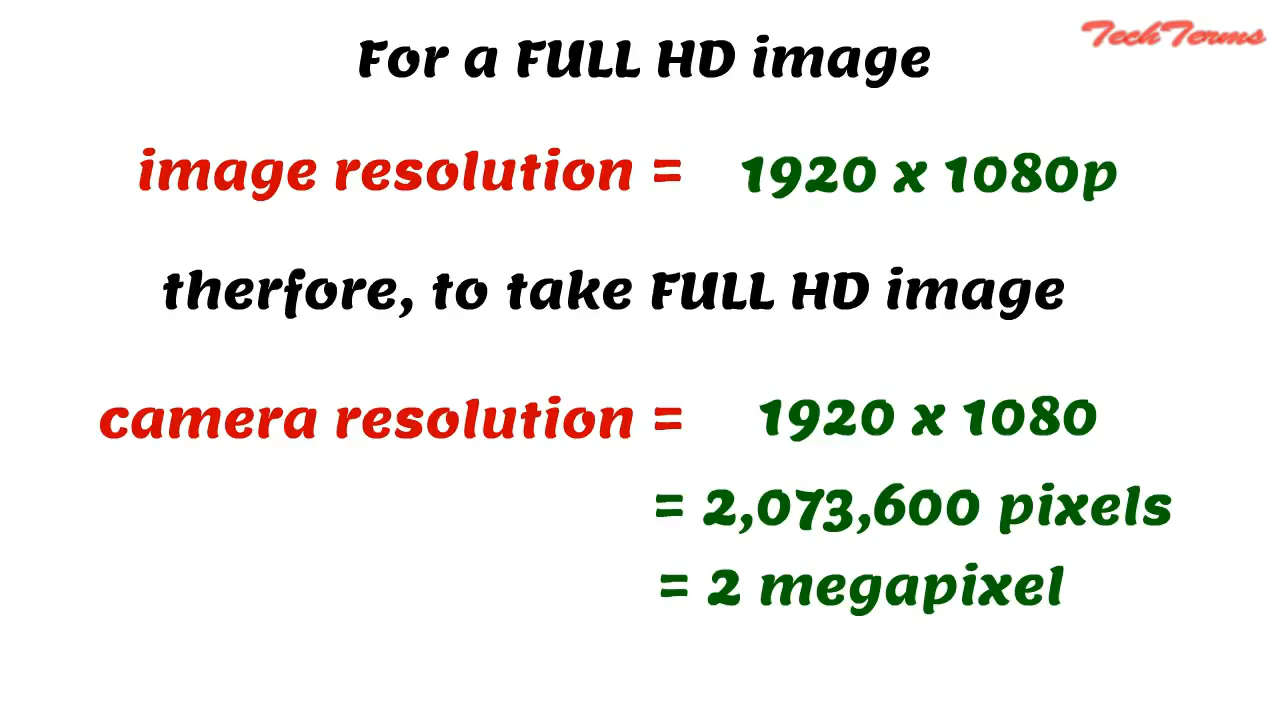 TechTerms
For a FULL HD image
image resolution = 1920 x 1080p
therfore, to take FULL HD image
camera resolution = 1920 x 1080
= 2,073,600 pixels
= 2 megapixel